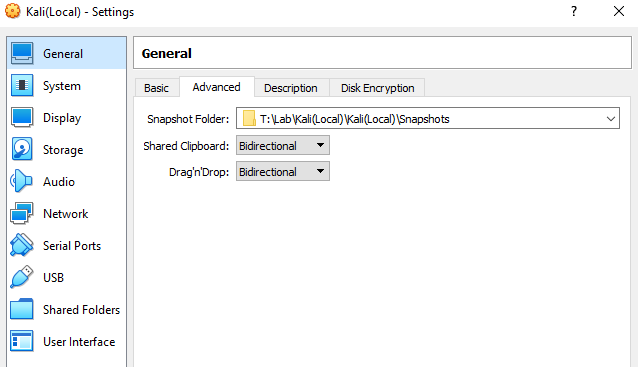 Kali(Local) - Settings
? ×
General
System
Display
Storage
Audio
Network
Serial Ports
USB
Shared Folders
User Interface
General
Basic Advanced Description Disk Encryption
Snapshot Folder: T:\Lab\Kali(Local)\Kali(Local)\Snapshots
Shared Clipboard: Bidirectional
Drag'n'Drop: Bidirectional